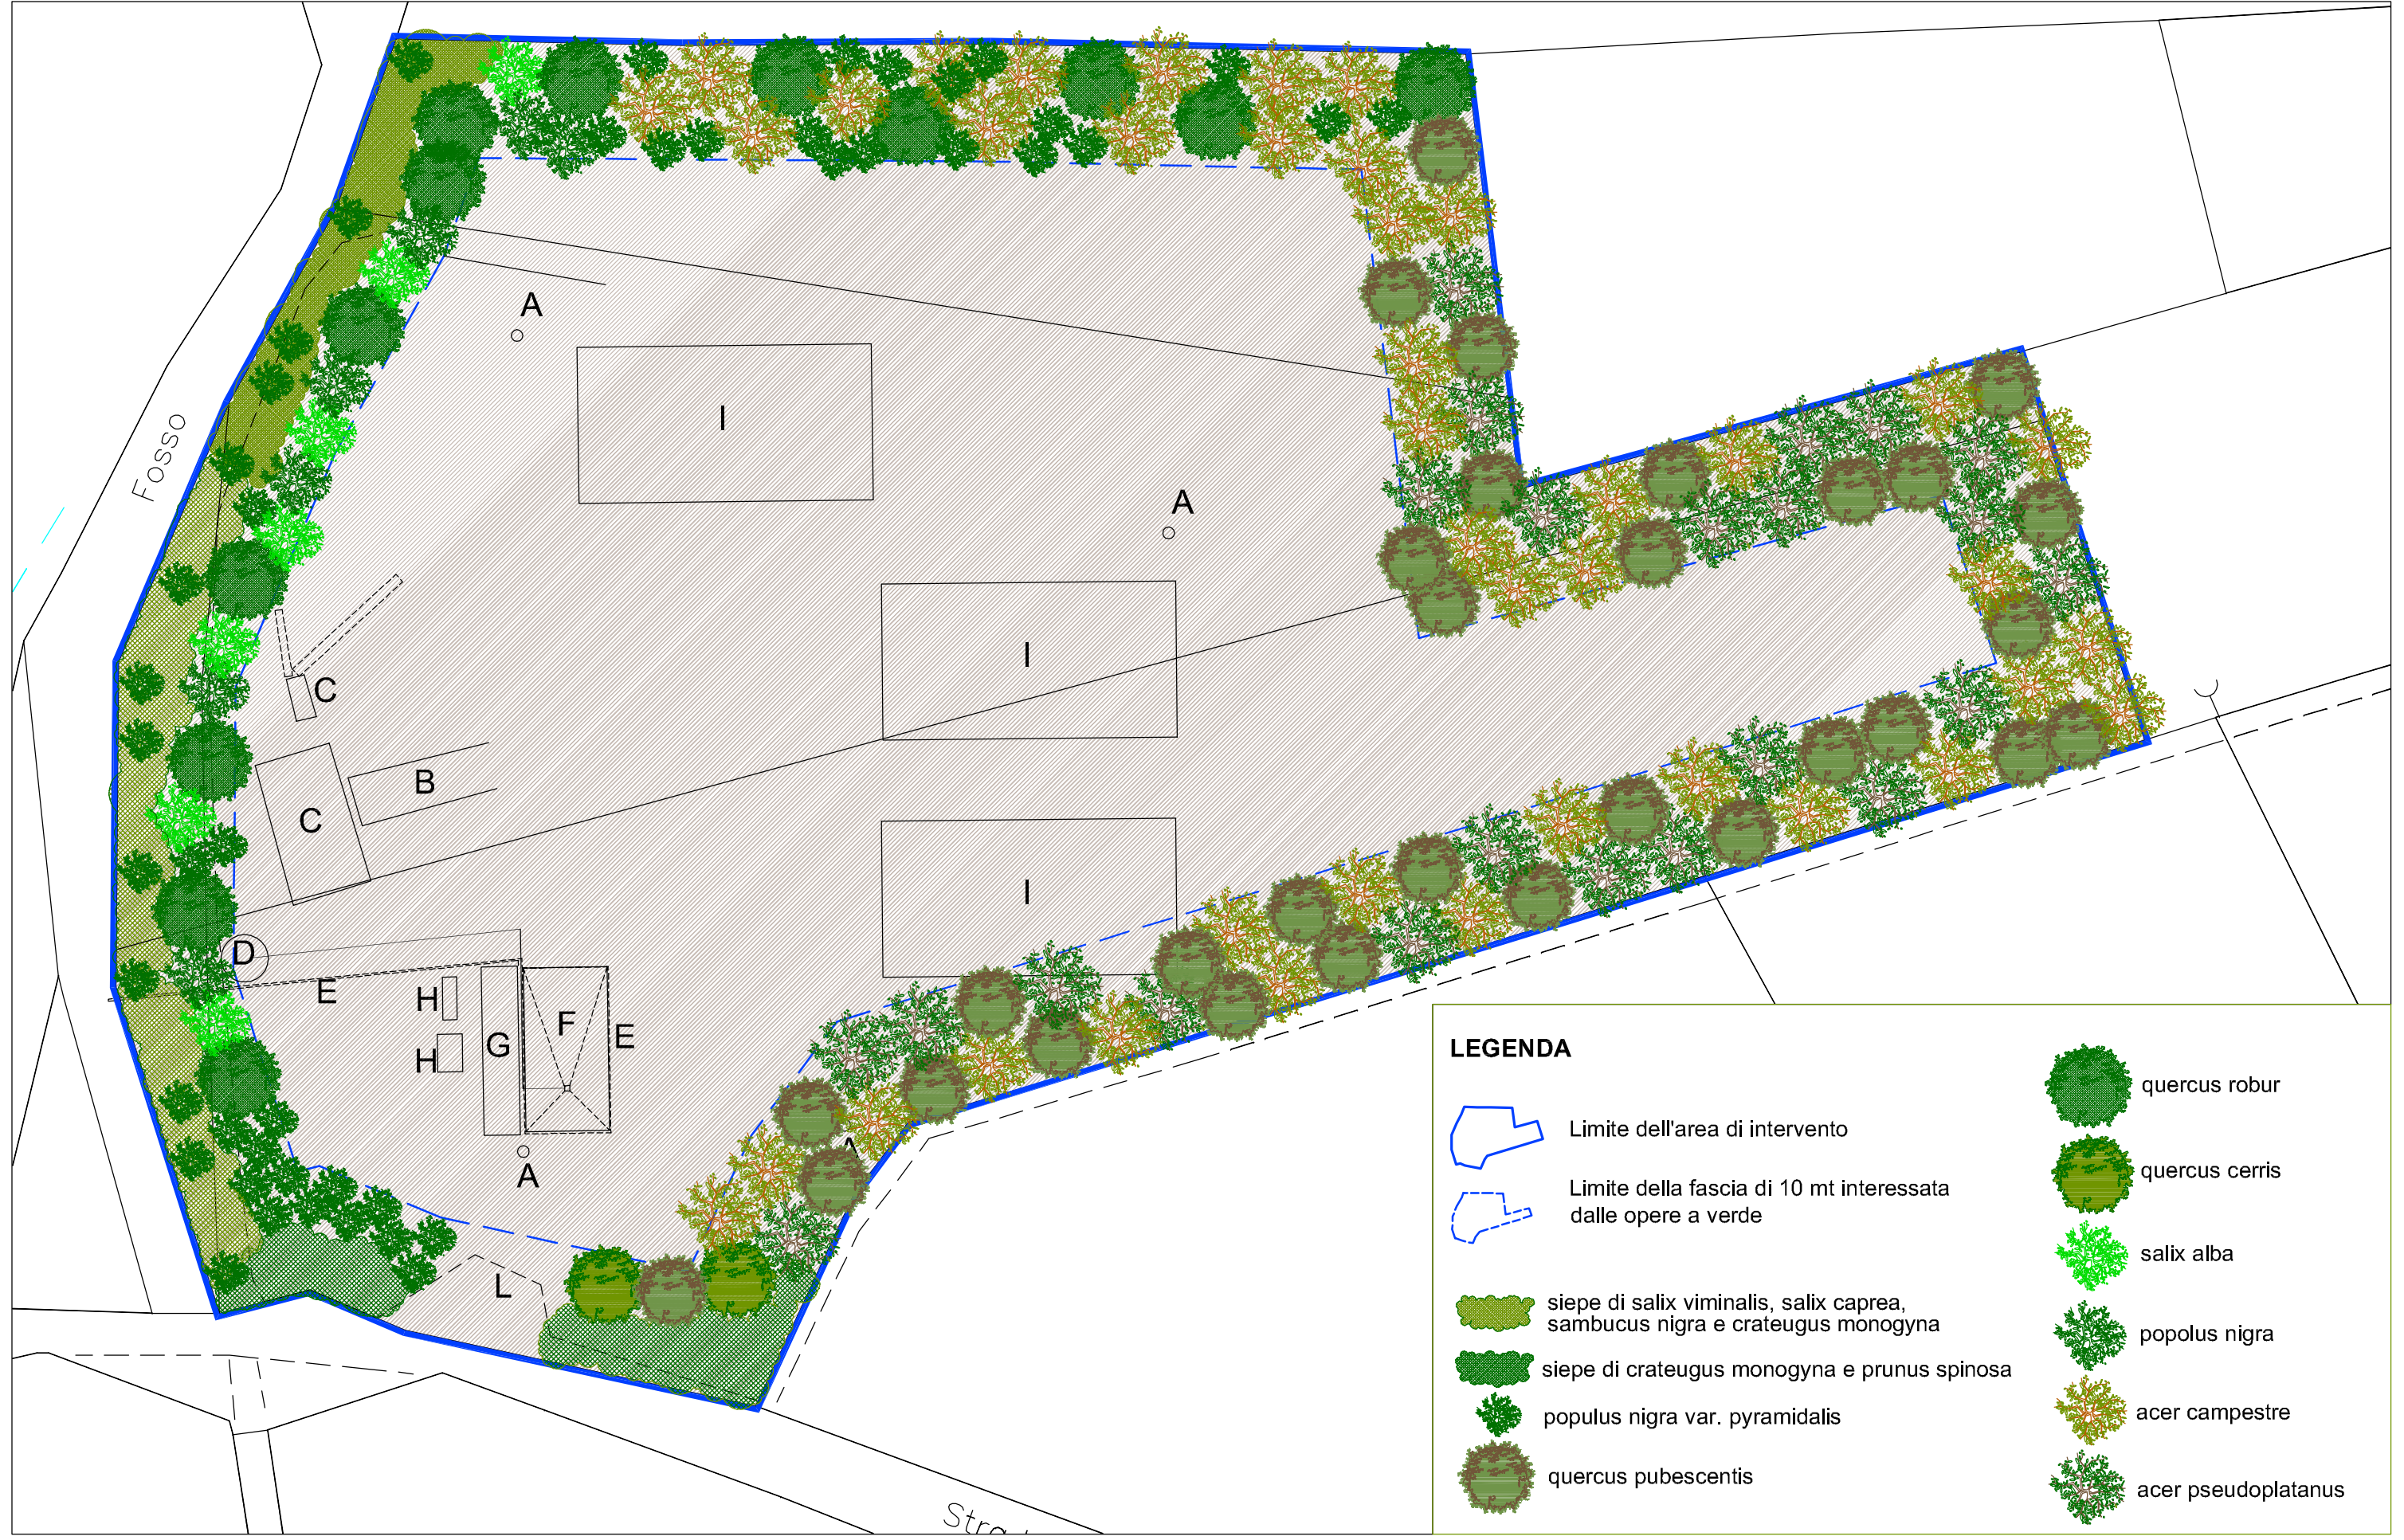 A
I
Fosso
A
I
C
B
C
I
D
E
H
F
G
E
H
A
L
LEGENDA
Limite dell'area di intervento
Limite della fascia di 10 mt interessata
dalle opere a verde
siepe di salix viminalis, salix caprea,
sambucus nigra e crateugus monogyna
siepe di crateugus monogyna e prunus spinosa
populus nigra var. pyramidalis
quercus pubescentis
quercus robur
quercus cerris
salix alba
popolus nigra
acer campestre
acer pseudoplatanus